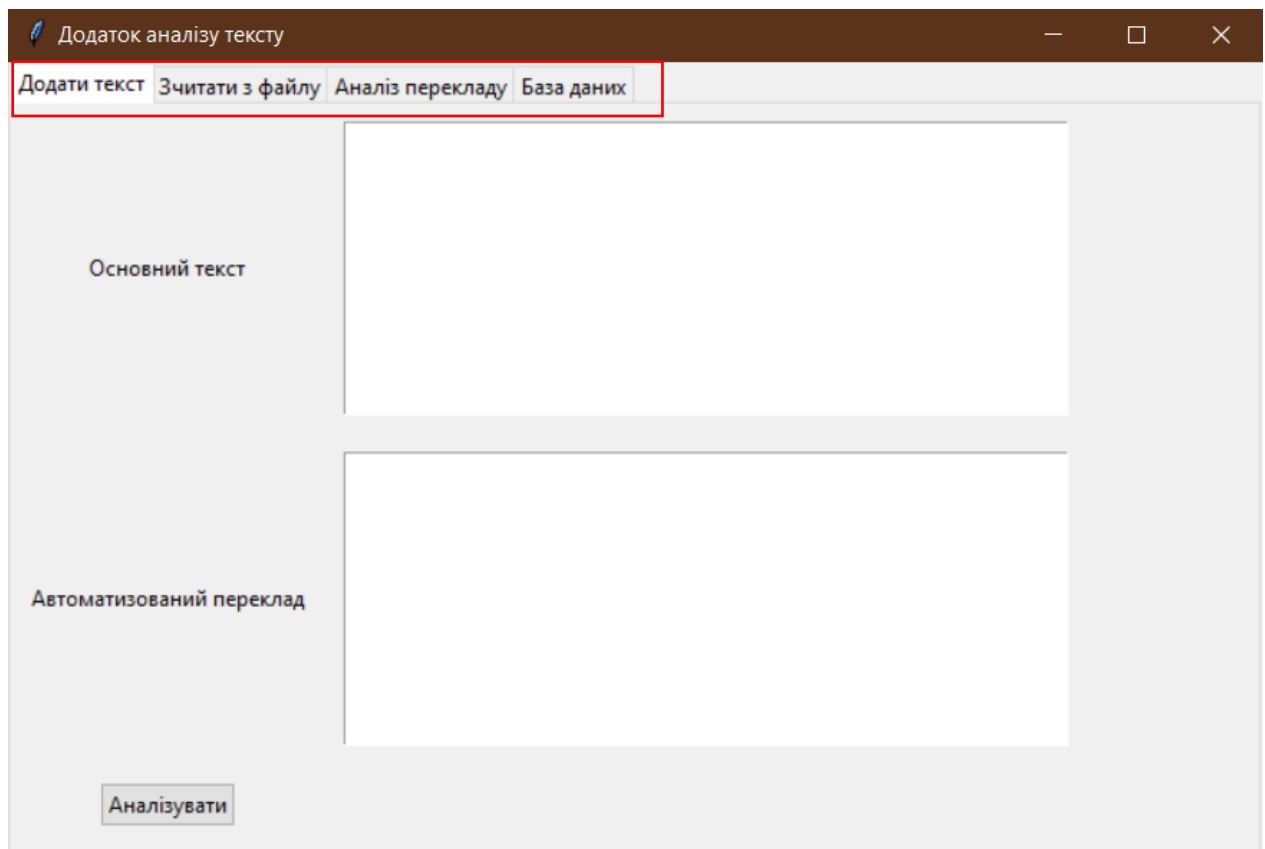 Додаток аналізу тексту
Додати текст Зчитати з файлу Аналіз перекладу База даних
Основний текст
Автоматизований переклад
Аналізувати